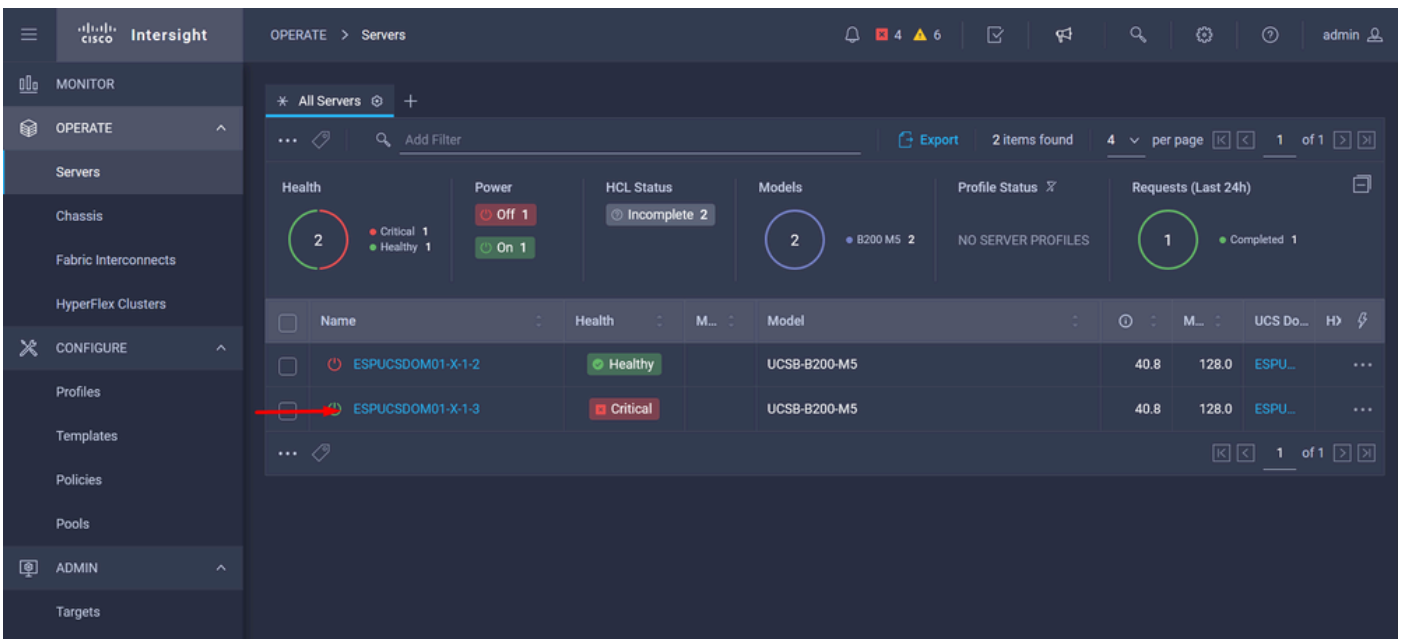 cisco Intersight
OPERATE > Servers
4 6
admin
MONITOR
OPERATE
Servers
Chassis
Fabric Interconnects
HyperFlex Clusters
CONFIGURE
Profiles
Templates
Policies
Pools
ADMIN
Targets
All Servers
Add Filter
Export
2 items found
4 per page 1 of 1
Health
2
Critical 1
Healthy 1
Power
Off 1
On 1
HCL Status
Incomplete 2
Models
2
B200 M5 2
Profile Status
NO SERVER PROFILES
Requests (Last 24h)
1
Completed 1
Name Health M... Model M... UCS Do... HX
ESPUCSDOM01-X-1-2 Healthy UCSB-B200-M5 40.8 128.0 ESPU...
ESPUCSDOM01-X-1-3 Critical UCSB-B200-M5 40.8 128.0 ESPU...
1 of 1